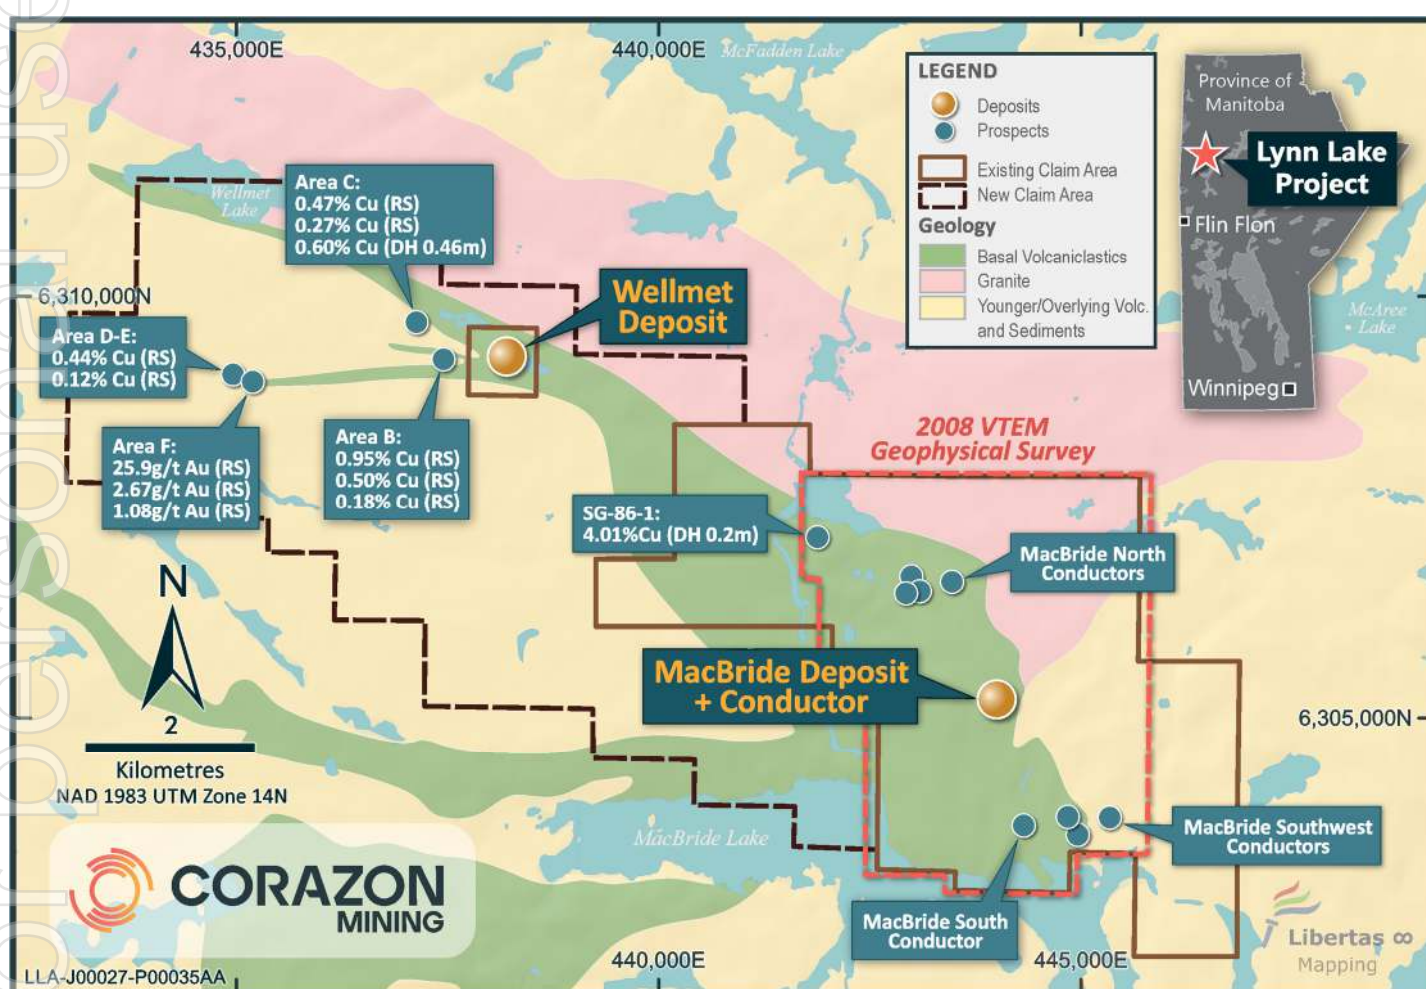 435,000E
440,000E
McFadden Lake
LEGEND
Deposits
Prospects
Existing Claim Area
New Claim Area
Geology
Basal Volcaniclastics
Granite
Younger/Overlying Volc.
and Sediments
Province of
Manitoba
Lynn Lake
Project
Flin Flon
Winnipeg
McAree
Lake
Wellmet
Lake
Area C:
0.47% Cu (RS)
0.27% Cu (RS)
0.60% Cu (DH 0.46m)
6,310,000N
Wellmet
Deposit
Area D-E:
0.44% Cu (RS)
0.12% Cu (RS)
Area F:
25.9g/t Au (RS)
2.67g/t Au (RS)
1.08g/t Au (RS)
Area B:
0.95% Cu (RS)
0.50% Cu (RS)
0.18% Cu (RS)
2008 VTEM
Geophysical Survey
SG-86-1:
4.01%Cu (DH 0.2m)
MacBride North
Conductors
MacBride Deposit
+ Conductor
6,305,000N
N
2
Kilometres
NAD 1983 UTM Zone 14N
MacBride Lake
MacBride Southwest
Conductors
MacBride South
Conductor
CORAZON
MINING
440,000E
445,000E
Libertas ∞
Mapping
LLA-J00027-P00035AA
or personal use